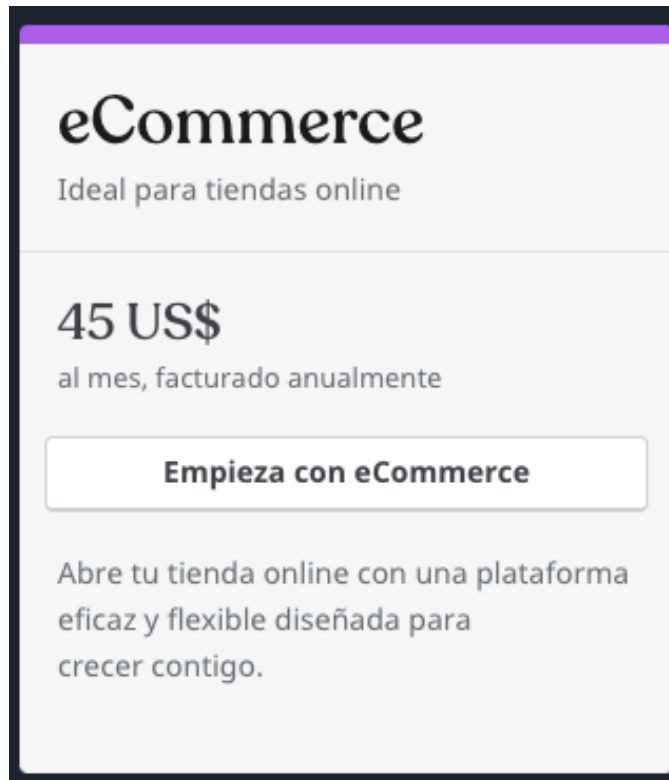 eCommerce
Ideal para tiendas online
45 US$
al mes, facturado anualmente
Empieza con eCommerce
Abre tu tienda online con una plataforma
eficaz y flexible diseñada para
crecer contigo.